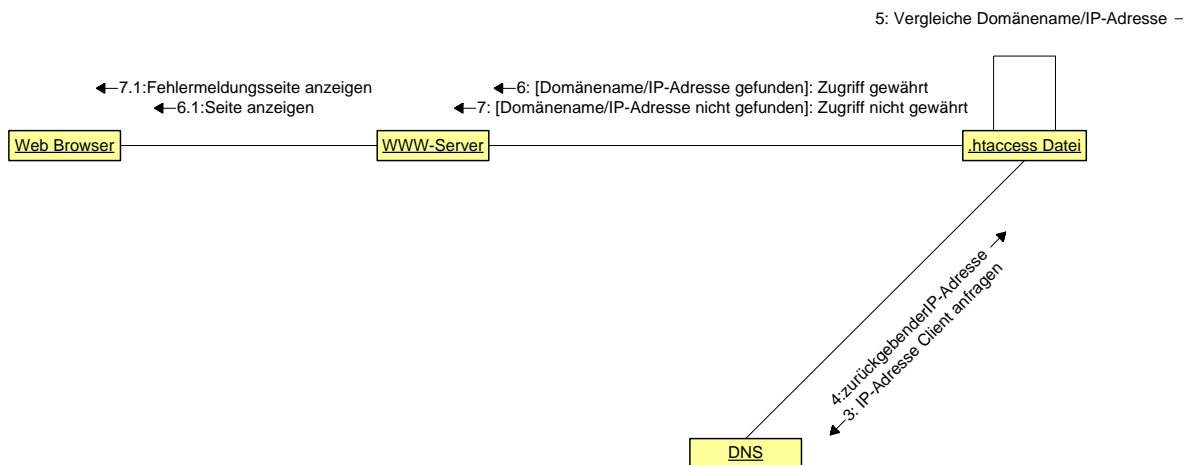 5: Vergleiche Domänename/IP-Adresse
7.1:Fehlermeldungsseite anzeigen
6: [Domänename/IP-Adresse gefunden]: Zugriff gewährt
6.1:Seite anzeigen
7: [Domänename/IP-Adresse nicht gefunden]: Zugriff nicht gewährt
Web Browser
WWW-Server
.htaccess Datei
4:zurückgebenderIP-Adresse
3: IP-Adresse Client anfragen
DNS